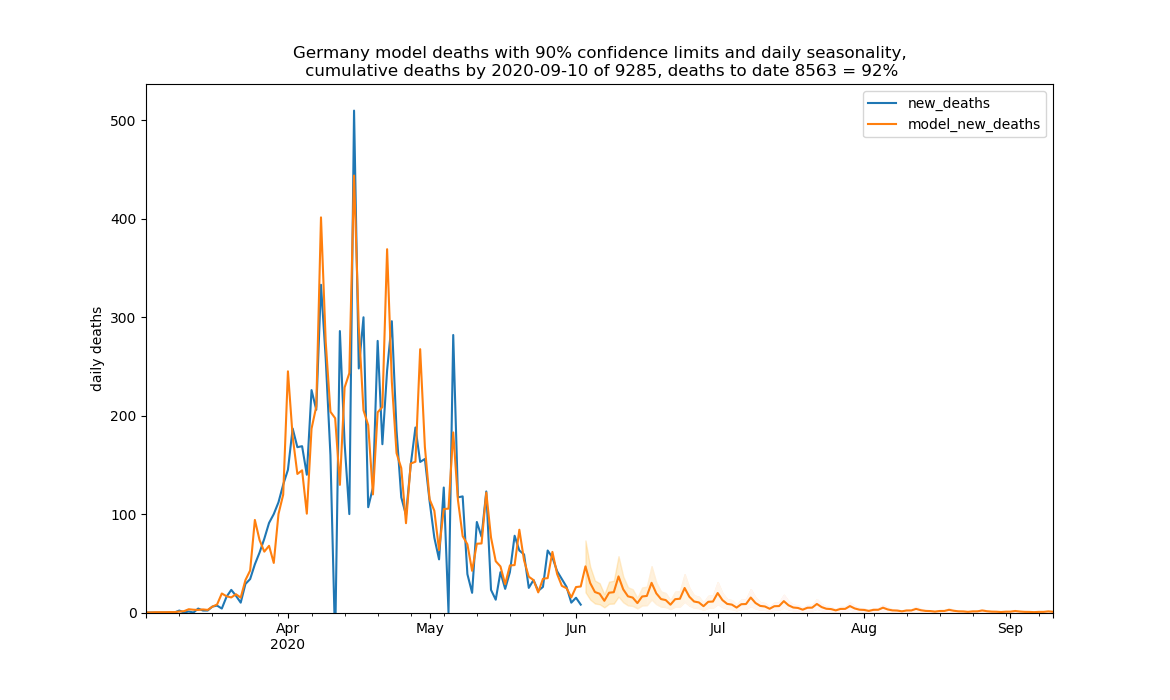 Germany model deaths with 90% confidence limits and daily seasonality,
cumulative deaths by 2020-09-10 of 9285, deaths to date 8563 = 92%
new_deaths
model_new_deaths
500
400
300
200
100
0
daily deaths
Apr
2020
May
Jun
Jul
Aug
Sep